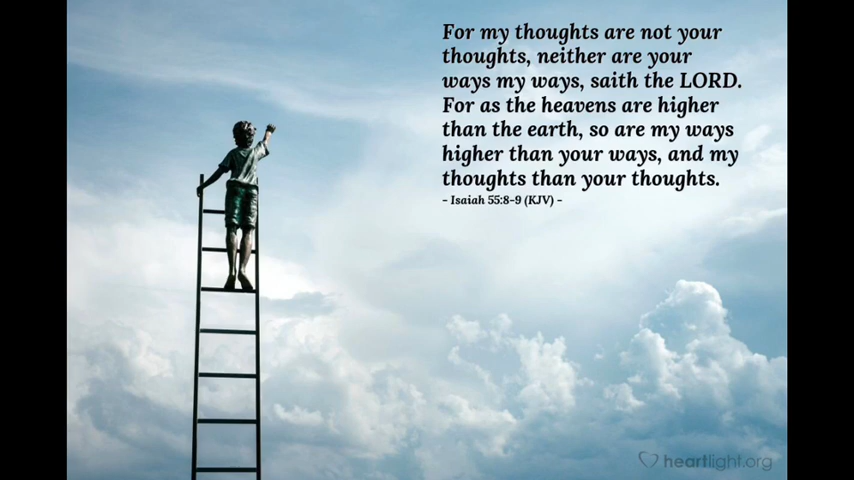 For my thoughts are not your
thoughts, neither are your
ways my ways, saith the LORD.
For as the heavens are higher
than the earth, so are my ways
higher than your ways, and my
thoughts than your thoughts.
- Isaiah 55:8-9 (KJV) -
heartlight.org